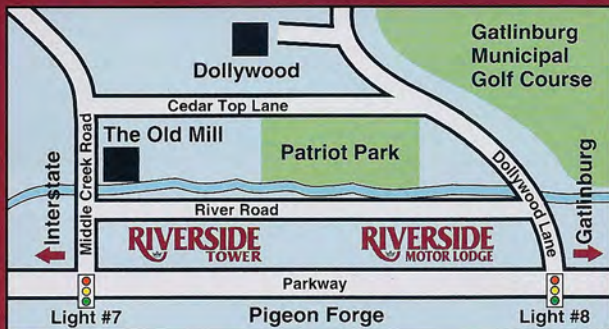 Gatlinburg
Municipal
Golf Course
Dollywood
Cedar Top Lane
The Old Mill
Patriot Park
Middle Creek Road
Dollywood Lane
Interstate
Gatlinburg
River Road
RIVERSIDE
TOWER
RIVERSIDE
MOTOR LODGE
Parkway
Light #7
Pigeon Forge
Light #8